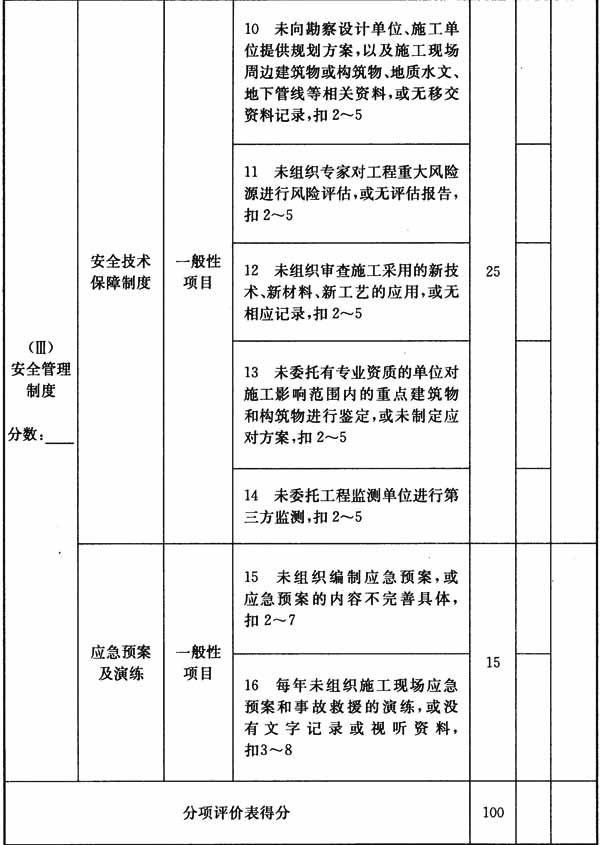 (Ⅲ)
安全管理
制度
分数:____
安全技术
保障制度
一般性
项目
10 未向勘察设计单位、施工单
位提供规划方案,以及施工现场
周边建筑物或构筑物、地质水文、
地下管线等相关资料,或无移交
资料记录,扣2～5
11 未组织专家对工程重大风险
源进行风险评估,或无评估报告,
扣2～5
12 未组织审查施工采用的新技
术、新材料、新工艺的应用,或无
相应记录,扣2～5
13 未委托有专业资质的单位对
施工影响范围内的重点建筑物
和构筑物进行鉴定,或未制定应
对方案,扣2～5
14 未委托工程监测单位进行第
三方监测,扣2～5
25
应急预案
及演练
一般性
项目
15 未组织编制应急预案,或
应急预案的内容不完善具体,
扣2～7
16 每年未组织施工现场应急
预案和事故救援的演练,或没
有文字记录或视听资料,
扣3～8
15
分项评价表得分
100